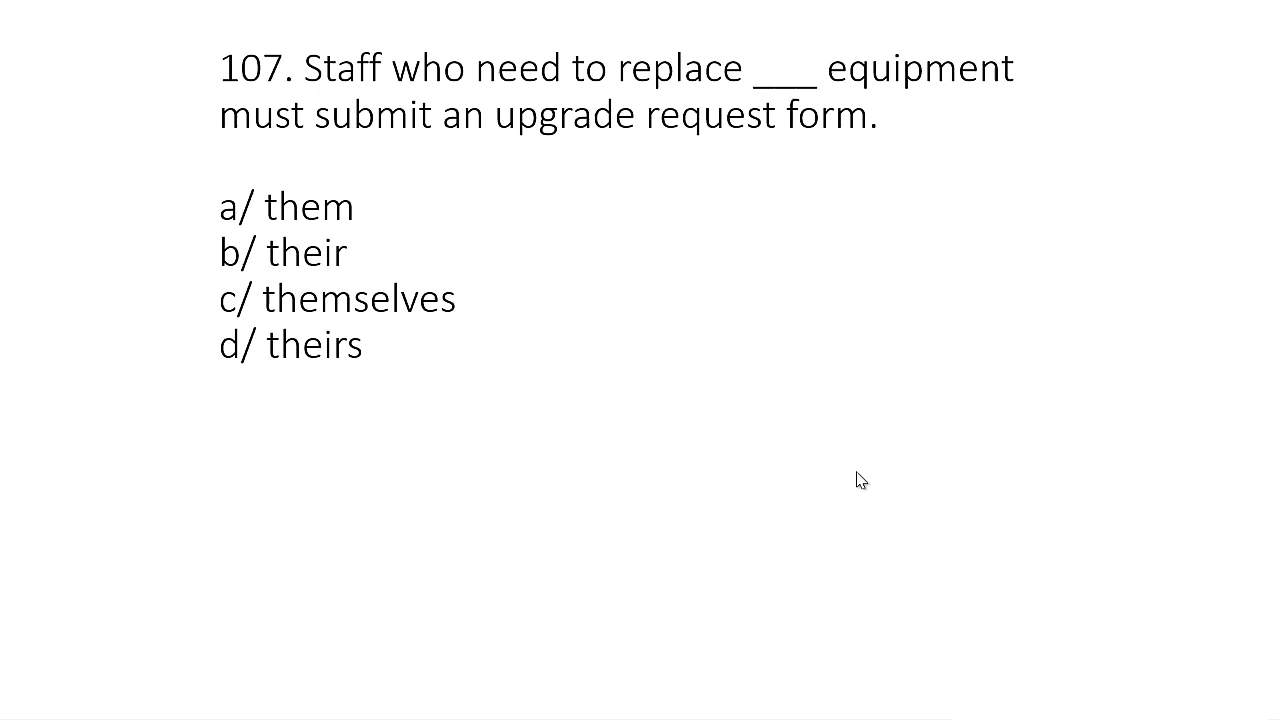 107. Staff who need to replace ___ equipment
must submit an upgrade request form.
a/ them
b/ their
c/ themselves
d/ theirs